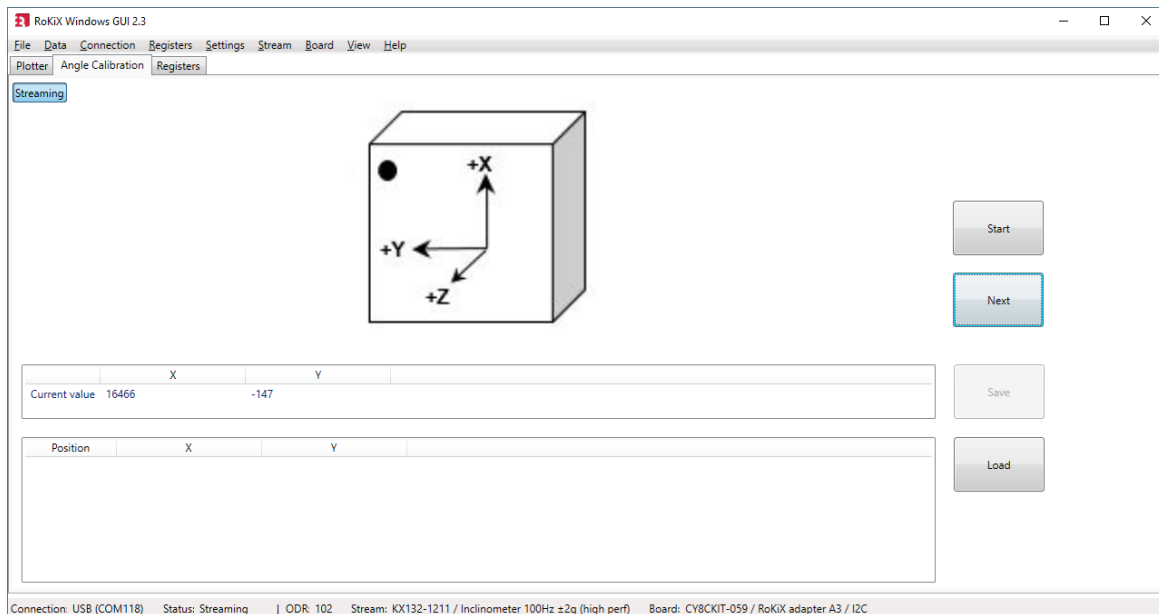 RoKiX Windows GUI 2.3
File Data Connection Registers Settings Stream Board View Help
Plotter Angle Calibration Registers
Streaming
+X
+Y
+Z
Start
Next
X Y
Current value 16466 -147
Save
Position X Y
Load
Connection: USB (COM118) Status: Streaming | ODR: 102 Stream: KX132-1211 / Inclinometer 100Hz ±2g (high perf) Board: CY8CKIT-059 / RoKiX adapter A3 / I2C